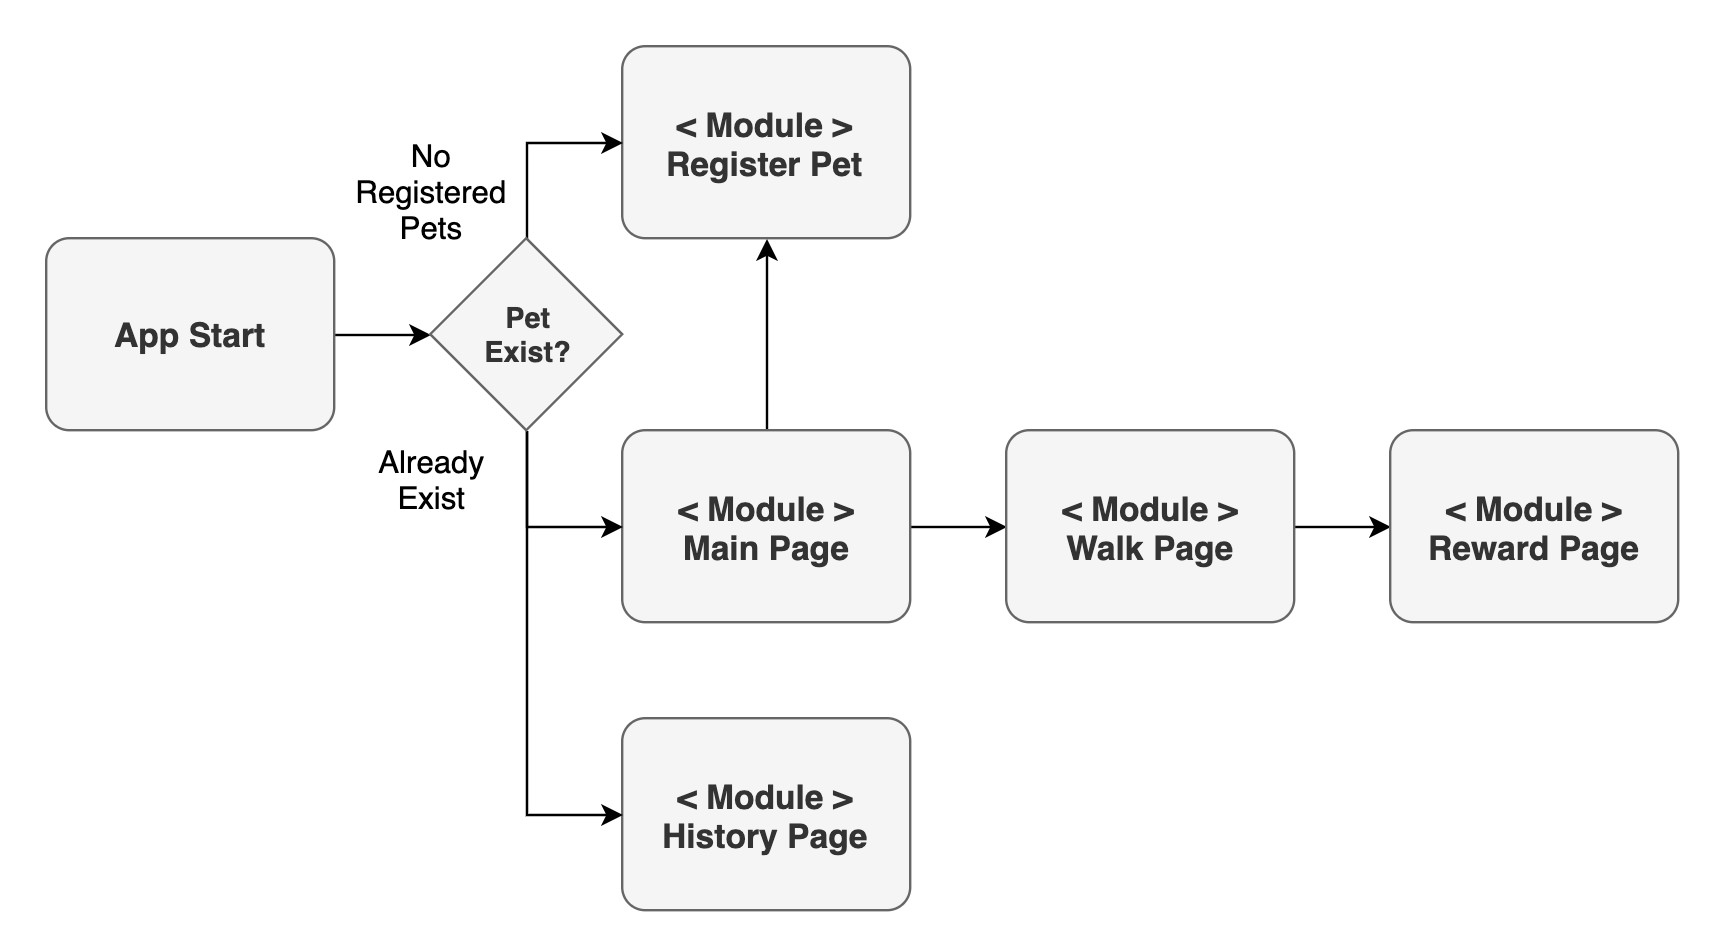 < Module >
Register Pet
No
Registered
Pets
App Start
Pet
Exist?
Already
Exist
< Module >
Main Page
< Module >
Walk Page
< Module >
Reward Page
< Module >
History Page